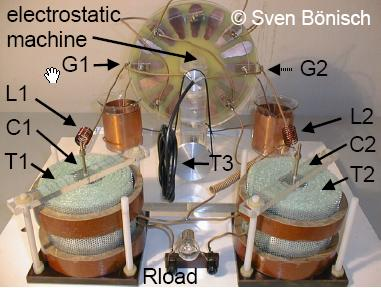 © Sven Bönisch
electrostatic
machine
G1
G2
L1
L2
C1
C2
T1
T3
T2
Rload